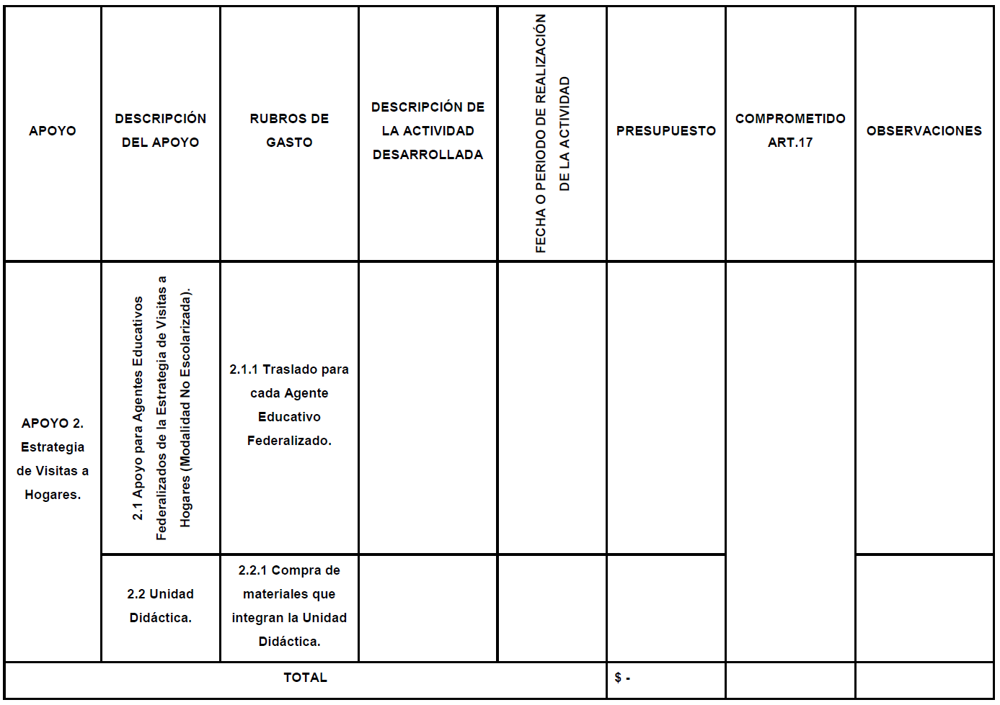 APOYO
DESCRIPCIÓN
DEL APOYO
RUBROS DE
GASTO
DESCRIPCIÓN DE
LA ACTIVIDAD
DESARROLLADA
FECHA O PERIODO DE REALIZACIÓN
DE LA ACTIVIDAD
PRESUPUESTO
COMPROMETIDO
ART.17
OBSERVACIONES
APOYO 2.
Estrategia
de Visitas a
Hogares.
2.1 Apoyo para Agentes Educativos
Federalizados de la Estrategia de Visitas a
Hogares (Modalidad No Escolarizada).
2.1.1 Traslado para
cada Agente
Educativo
Federalizado.
2.2 Unidad
Didáctica.
2.2.1 Compra de
materiales que
integran la Unidad
Didáctica.
TOTAL
$ -